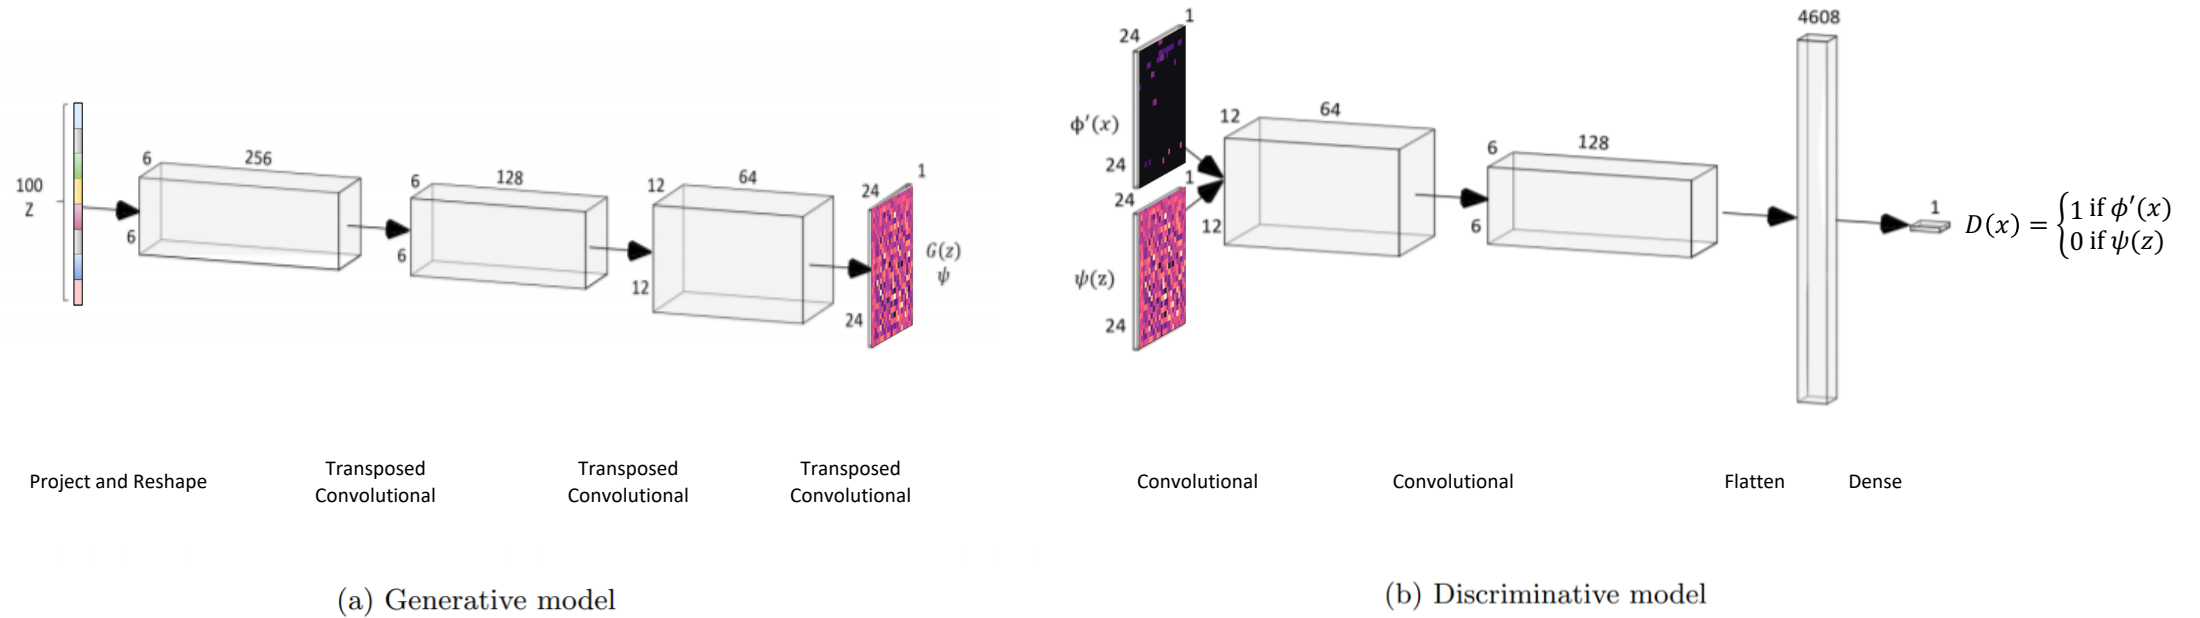 100
Z
6
256
6
6
128
6
12
64
12
24
1
24
G(z)
ψ
Project and Reshape
Transposed
Convolutional
Transposed
Convolutional
Transposed
Convolutional
(a) Generative model
24
1
ϕ′(x)
24
24
1
ψ(z)
24
12
64
12
6
128
6
4608
1
D(x) = {1 if ϕ′(x)
0 if ψ(z)
Convolutional
Convolutional
Flatten
Dense
(b) Discriminative model